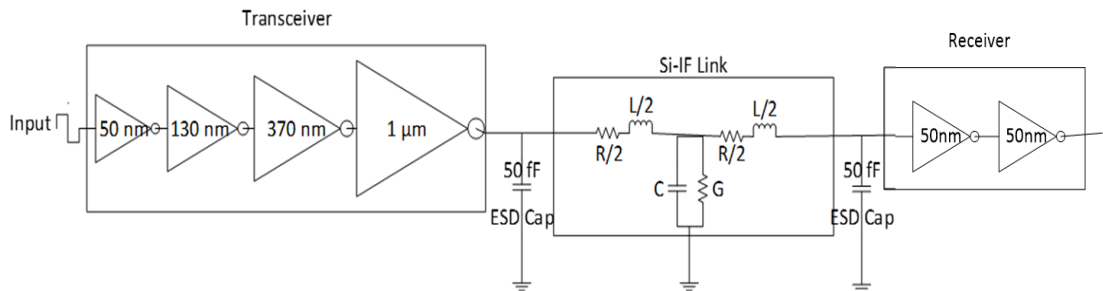 Transceiver
Receiver
Si-IF Link
Input
50 nm
130 nm
370 nm
1 µm
R/2
L/2
R/2
L/2
C
G
50 fF
ESD Cap
50 fF
ESD Cap
50nm
50nm